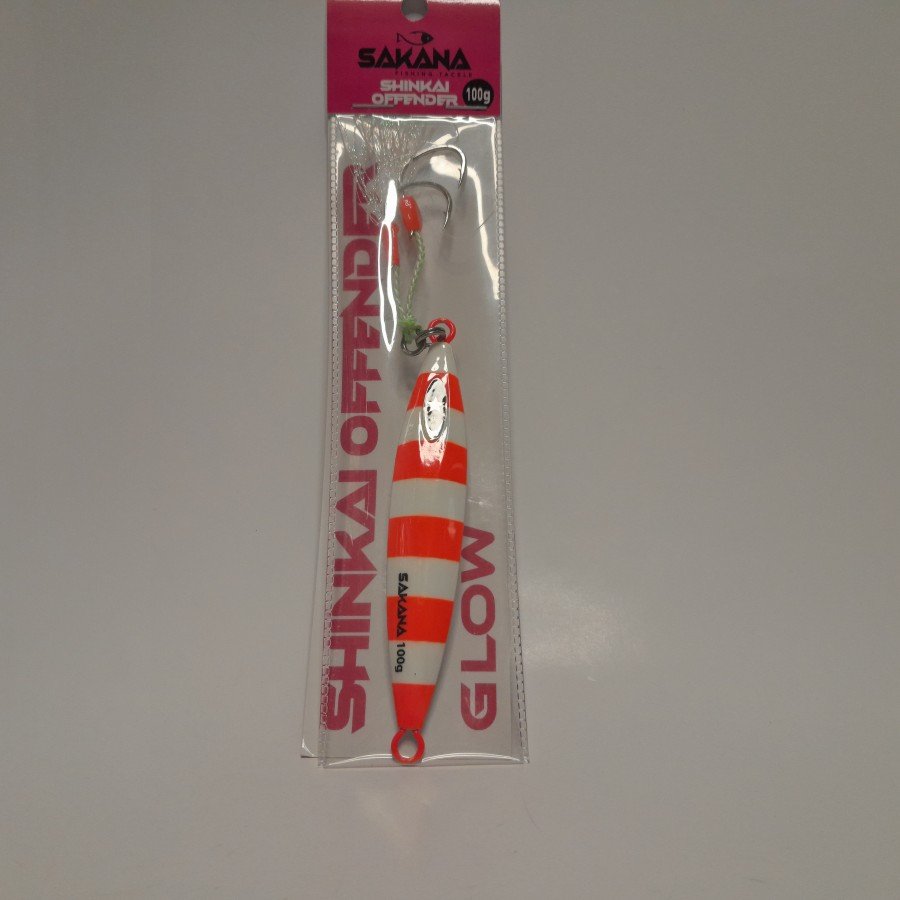 SAKANA
FISHING TACKLE
SHINKAI
OFFENDER
100g
SHINKAI OFFENDER
GLOW
SAKANA 100g